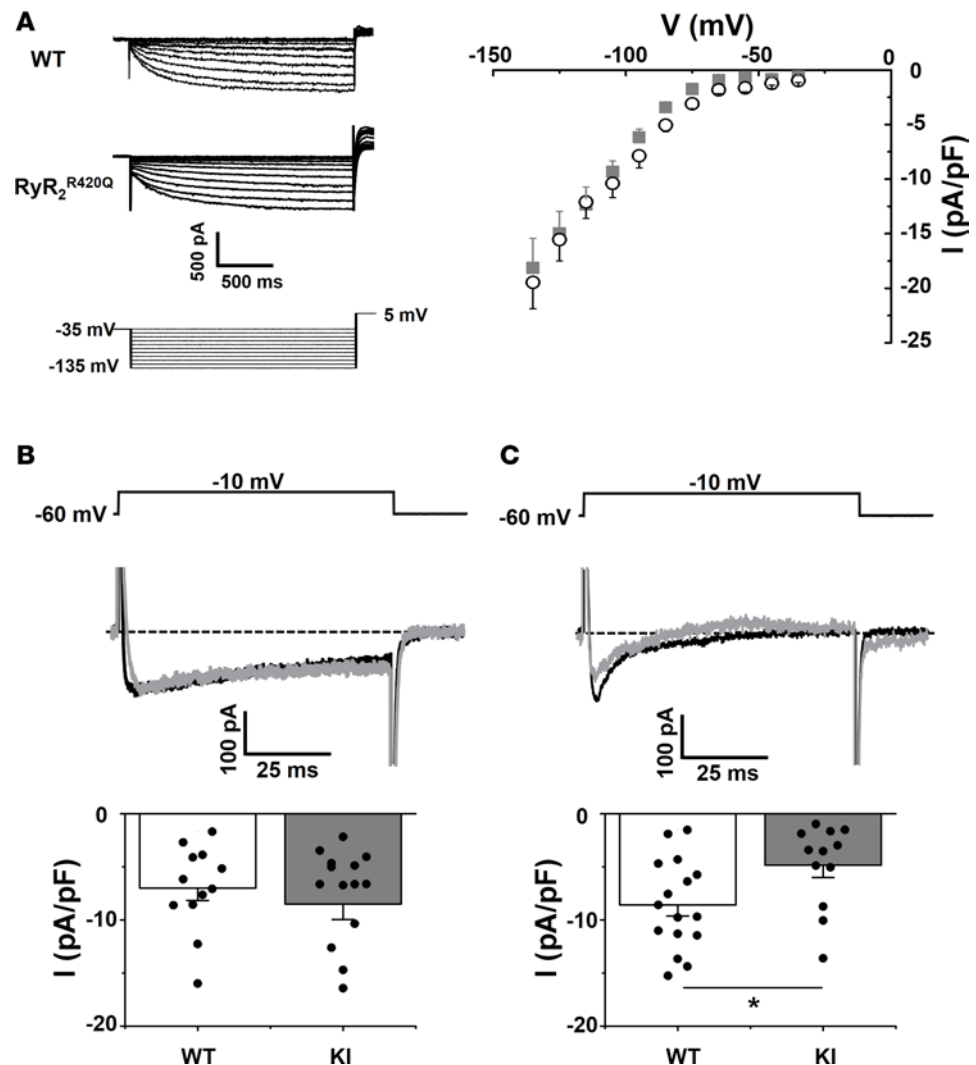 A
WT
RyR2R420Q
500 pA
500 ms
-35 mV
5 mV
-135 mV
V (mV)
-150
-100
-50
0
0
-5
-10
-15
-20
-25
I (pA/pF)
B
-10 mV
-60 mV
100 pA
25 ms
0
-10
-20
I (pA/pF)
WT
KI
C
-10 mV
-60 mV
100 pA
25 ms
0
-10
-20
I (pA/pF)
*
WT
KI